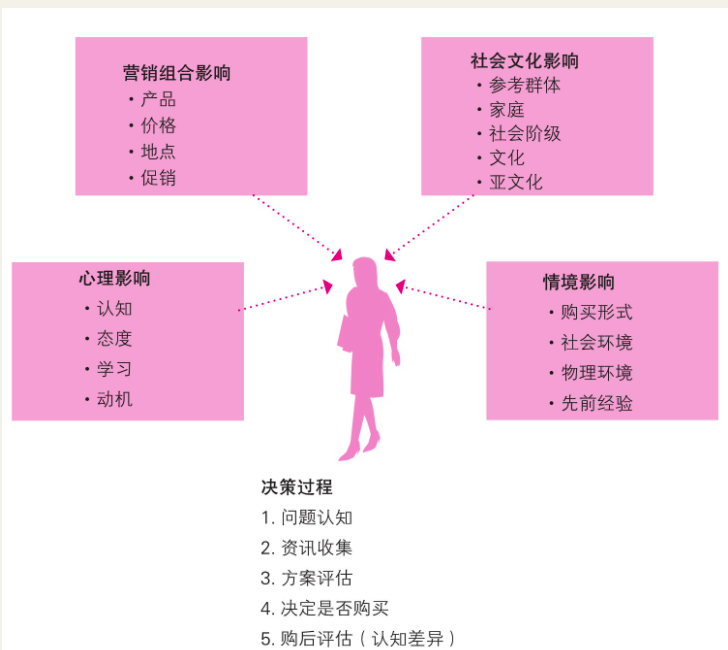 营销组合影响
・产品
・价格
・地点
・促销
社会文化影响
・参考群体
・家庭
・社会阶级
・文化
・亚文化
心理影响
・认知
・态度
・学习
・动机
情境影响
・购买形式
・社会环境
・物理环境
・先前经验
决策过程
1. 问题认知
2. 资讯收集
3. 方案评估
4. 决定是否购买
5. 购后评估（认知差异）